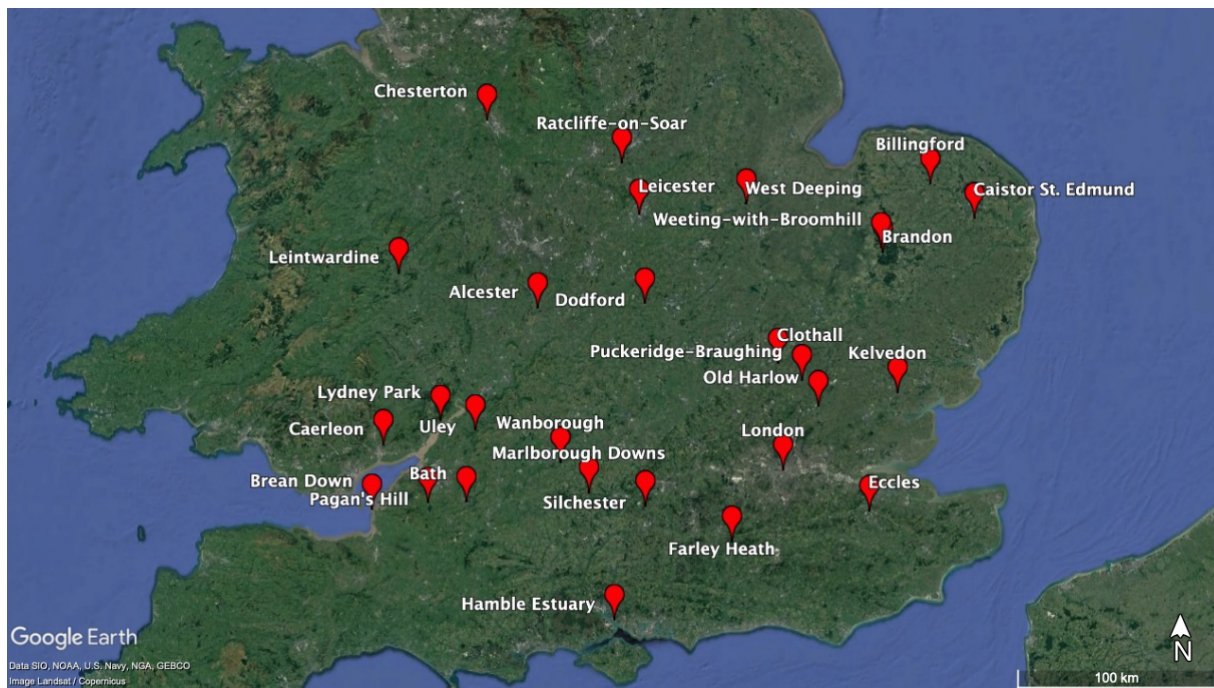 Chesterton
Ratcliffe-on-Soar
Billingford
Leicester
West Deeping
Caistor St. Edmund
Weeting-with-Broomhill
Brandon
Leintwardine
Alcester
Dodford
Clothall
Puckeridge-Braughing
Kelvedon
Old Harlow
Lydney Park
Caerleon
Uley
Wanborough
London
Marlborough Downs
Brean Down
Bath
Pagan's Hill
Silchester
Eccles
Farley Heath
Hamble Estuary
Google Earth
N
Data SIO, NOAA, U.S. Navy, NGA, GEBCO
Image Landsat / Copernicus
100 km